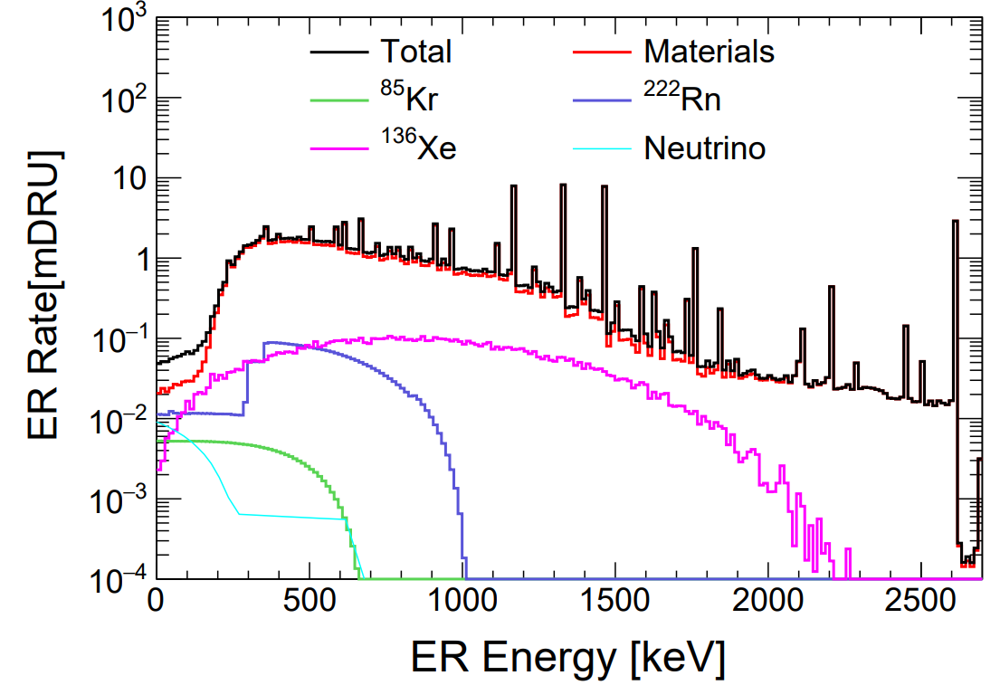 10³
10²
10
1
10⁻¹
10⁻²
10⁻³
10⁻⁴
ER Rate[mDRU]
Total
Materials
⁸⁵Kr
²²²Rn
¹³⁶Xe
Neutrino
0 500 1000 1500 2000 2500
ER Energy [keV]